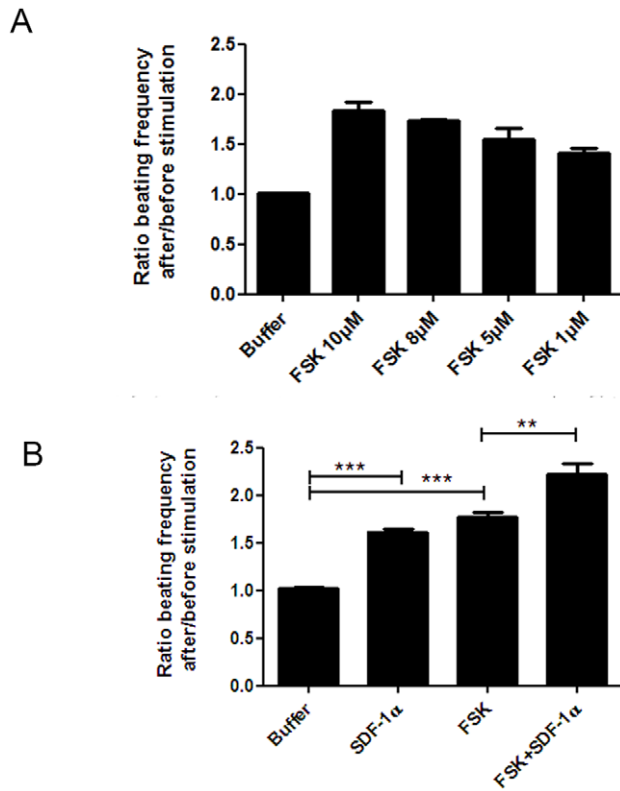 A
Ratio beating frequency
after/before stimulation
2.5
2.0
1.5
1.0
0.5
0.0
Buffer
FSK 10µM
FSK 8µM
FSK 5µM
FSK 1µM
B
Ratio beating frequency
after/before stimulation
2.5
2.0
1.5
1.0
0.5
0.0
**
***
***
Buffer
SDF-1α
FSK
FSK+SDF-1α